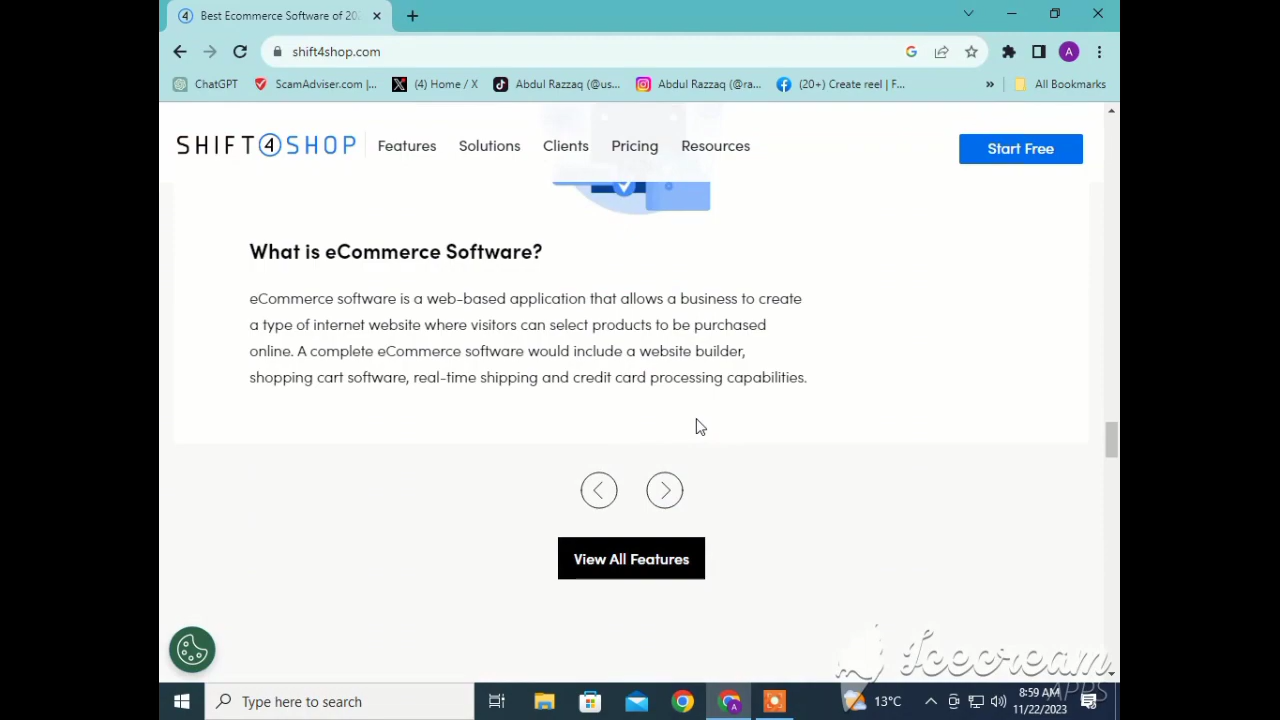 Best Ecommerce Software of 20
shift4shop.com
ChatGPT
ScamAdviser.com |...
(4) Home / X
Abdul Razzaq (@us...
Abdul Razzaq (@ra...
(20+) Create reel | F...
»
All Bookmarks
A
SHIFT4SHOP
Features
Solutions
Clients
Pricing
Resources
Start Free
What is eCommerce Software?
eCommerce software is a web-based application that allows a business to create
a type of internet website where visitors can select products to be purchased
online. A complete eCommerce software would include a website builder,
shopping cart software, real-time shipping and credit card processing capabilities.
View All Features
Icecream
APPS
Type here to search
13°C
8:59 AM
11/22/2023